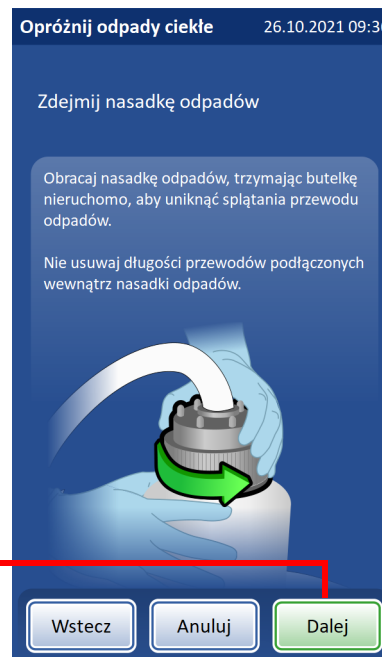 Opróżnij odpady ciekłe 26.10.2021 09:30
Zdejmij nasadkę odpadów
Obracaj nasadkę odpadów, trzymając butelkę
nieruchomo, aby uniknąć splątania przewodu
odpadów.
Nie usuwaj długości przewodów podłączonych
wewnątrz nasadki odpadów.
Wstecz Anuluj Dalej